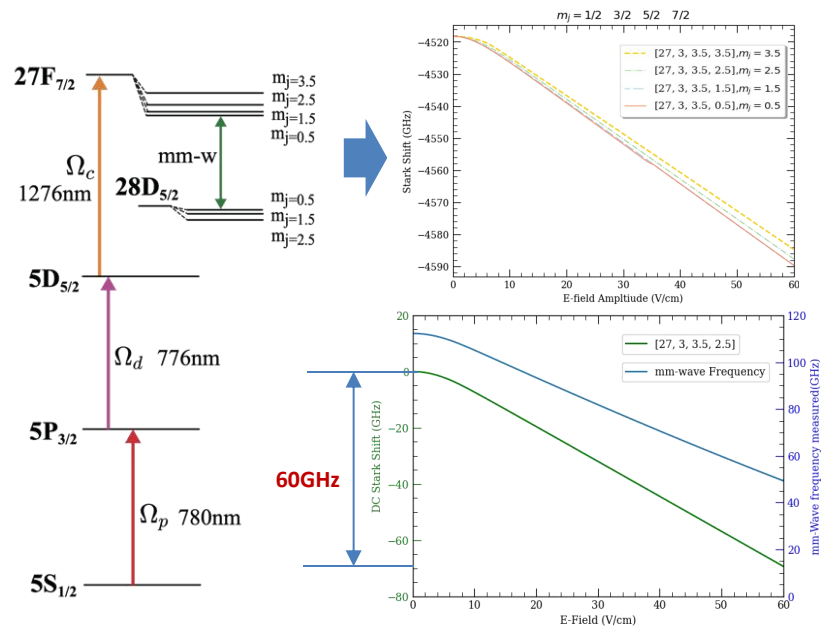 27F7/2
mj=3.5
mj=2.5
mj=1.5
mj=0.5
mm-w
Ωc
1276nm
28D5/2
mj=0.5
mj=1.5
mj=2.5
5D5/2
Ωd 776nm
5P3/2
Ωp 780nm
5S1/2
mj = 1/2 3/2 5/2 7/2
[27, 3, 3.5, 3.5],mj = 3.5
[27, 3, 3.5, 2.5],mj = 2.5
[27, 3, 3.5, 1.5],mj = 1.5
[27, 3, 3.5, 0.5],mj = 0.5
Stark Shift (GHz)
−4520
−4530
−4540
−4550
−4560
−4570
−4580
−4590
0 10 20 30 40 50 60
E-field Ampltiude (V/cm)
60GHz
DC Stark Shift (GHz)
20
0
−20
−40
−60
−80
[27, 3, 3.5, 2.5]
mm-wave Frequency
120
100
80
60
40
20
0
mm-Wave frequency measured(GHz)
0 10 20 30 40 50 60
E-Field (V/cm)